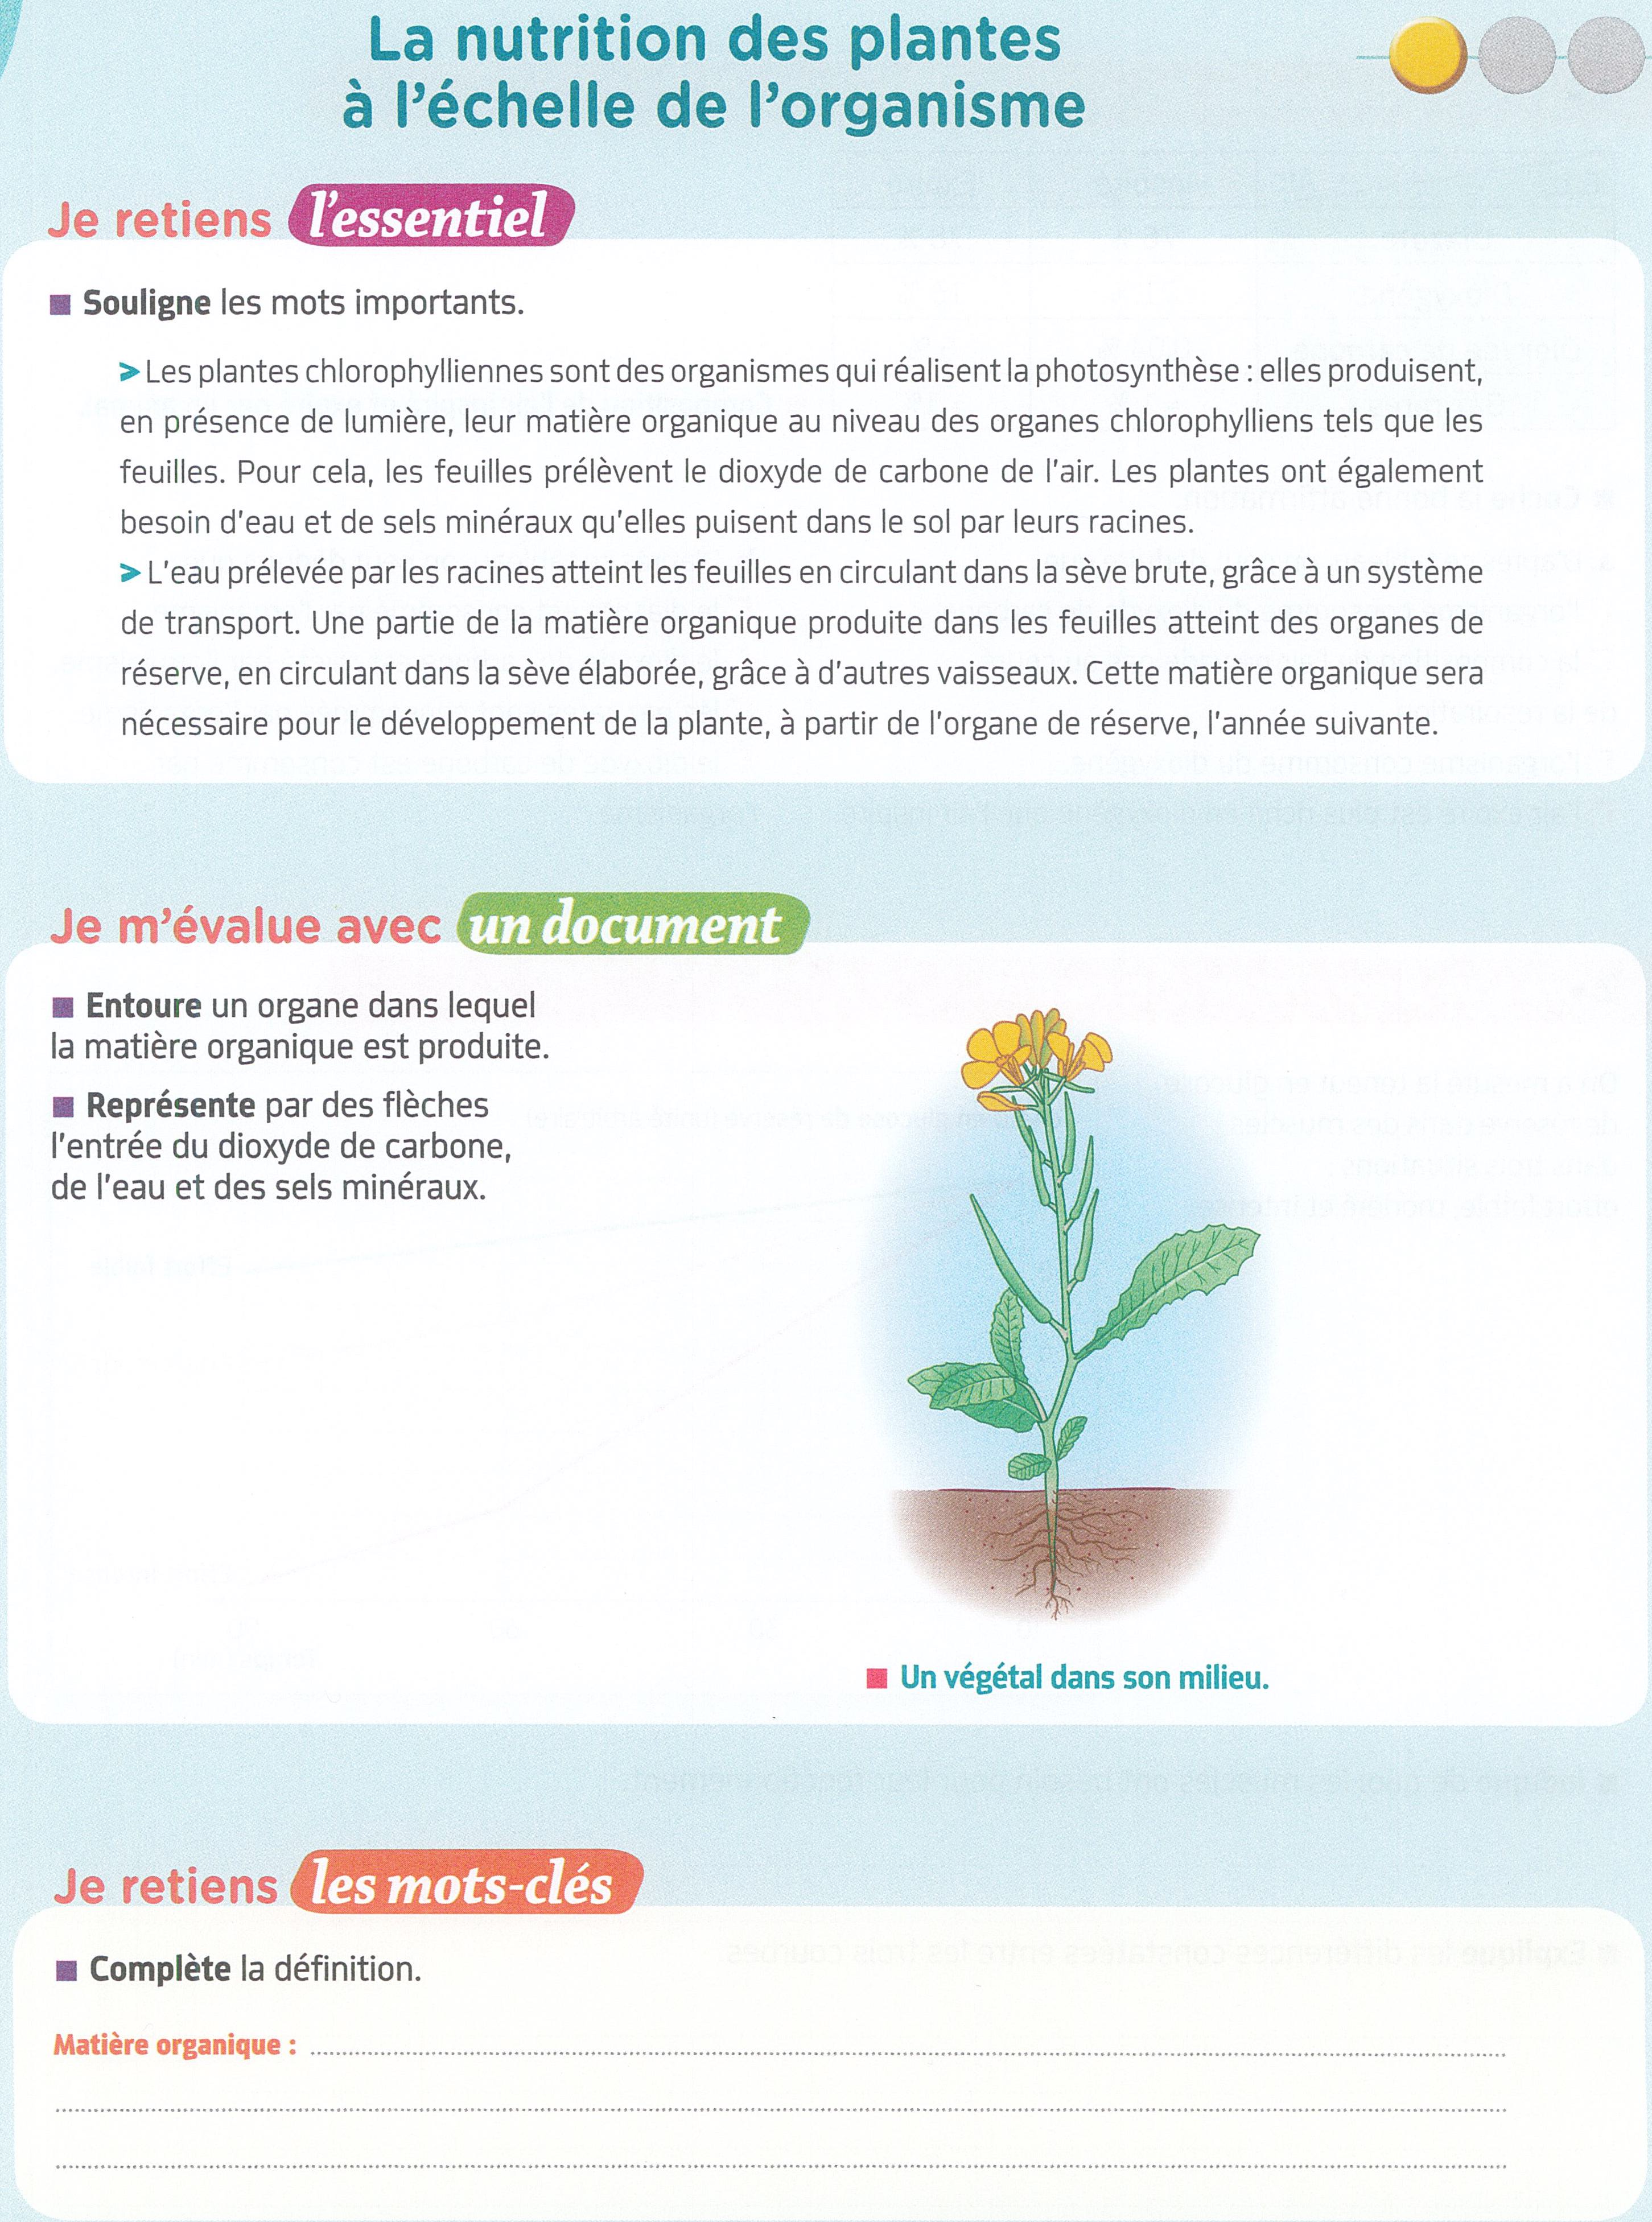 La nutrition des plantes
à l'échelle de l'organisme
Je retiens l'essentiel
Souligne les mots importants.
> Les plantes chlorophylliennes sont des organismes qui réalisent la photosynthèse : elles produisent,
en présence de lumière, leur matière organique au niveau des organes chlorophylliens tels que les
feuilles. Pour cela, les feuilles prélèvent le dioxyde de carbone de l'air. Les plantes ont également
besoin d'eau et de sels minéraux qu'elles puisent dans le sol par leurs racines.
> L'eau prélevée par les racines atteint les feuilles en circulant dans la sève brute, grâce à un système
de transport. Une partie de la matière organique produite dans les feuilles atteint des organes de
réserve, en circulant dans la sève élaborée, grâce à d'autres vaisseaux. Cette matière organique sera
nécessaire pour le développement de la plante, à partir de l'organe de réserve, l'année suivante.
Je m'évalue avec un document
Entoure un organe dans lequel
la matière organique est produite.
Représente par des flèches
l'entrée du dioxyde de carbone,
de l'eau et des sels minéraux.
Un végétal dans son milieu.
Je retiens les mots-clés
Complète la définition.
Matière organique :